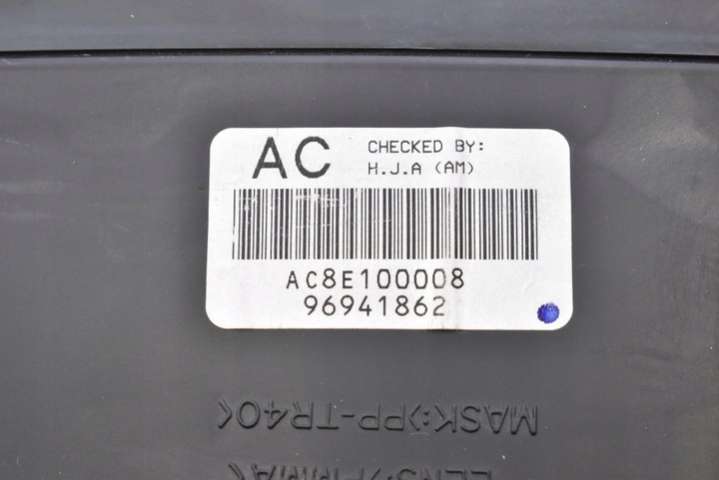 AC
CHECKED BY:
H.J.A (AM)
AC8E100008
96941862
MASK:>PP-TR40<